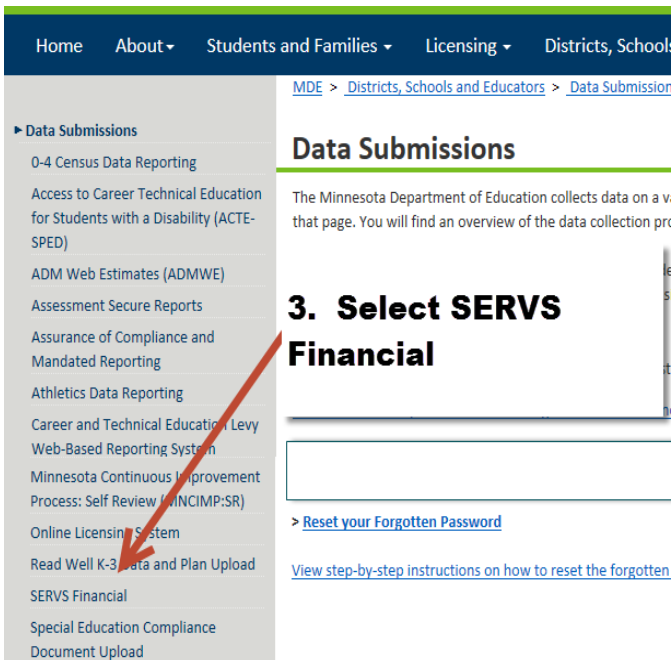 Home About Students and Families Licensing Districts, Schools
MDE > Districts, Schools and Educators > Data Submission
Data Submissions
0-4 Census Data Reporting
Access to Career Technical Education
for Students with a Disability (ACTE-
SPED)
ADM Web Estimates (ADMWE)
Assessment Secure Reports
Assurance of Compliance and
Mandated Reporting
Athletics Data Reporting
Career and Technical Education Levy
Web-Based Reporting System
Minnesota Continuous Improvement
Process: Self Review (MNCIMP:SR)
Online Licensing System
Read Well K-3 Data and Plan Upload
SERVS Financial
Special Education Compliance
Document Upload
Data Submissions
The Minnesota Department of Education collects data on a
that page. You will find an overview of the data collection
3. Select SERVS
Financial
> Reset your Forgotten Password
View step-by-step instructions on how to reset the forgotten